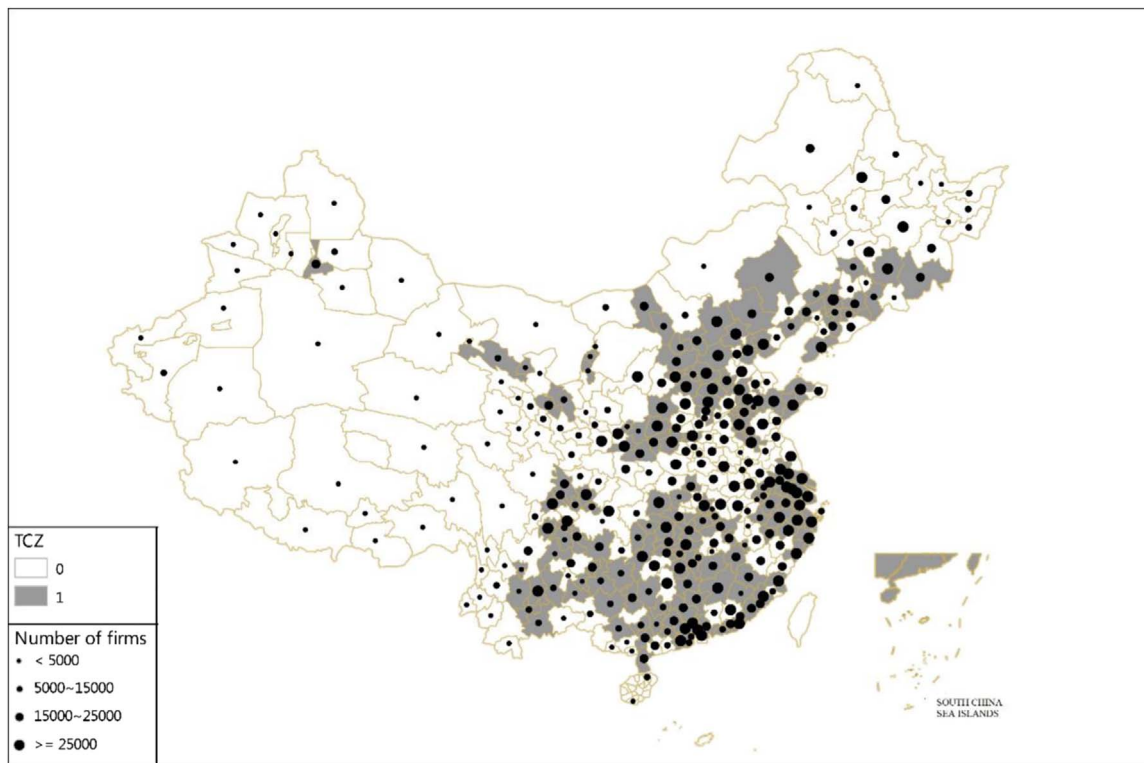 TCZ
0
1
Number of firms
< 5000
5000~15000
15000~25000
>= 25000
SOUTH CHINA
SEA ISLANDS